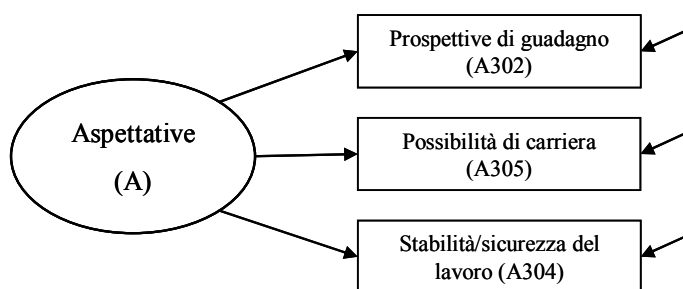 Prospettive di guadagno
(A302)
Aspettative
(A)
Possibilità di carriera
(A305)
Stabilità/sicurezza del
lavoro (A304)